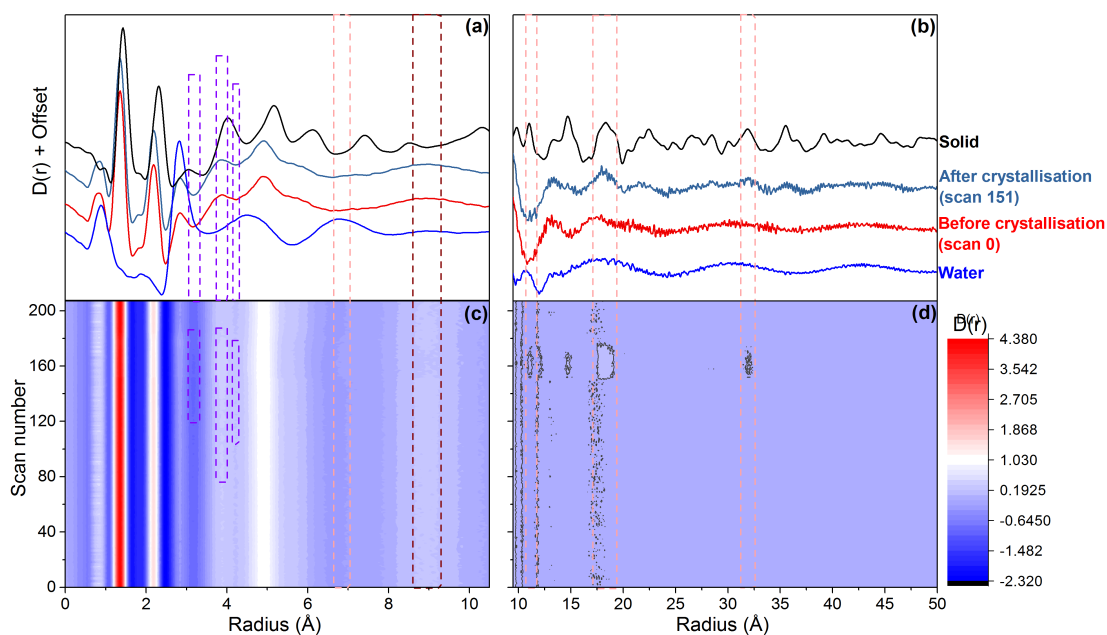 (a)
(b)
D(r) + Offset
Solid
After crystallisation
(scan 151)
Before crystallisation
(scan 0)
Water
(c)
(d)
Scan number
200
160
120
80
40
0
0
2
4
6
8
10
Radius (Å)
10
15
20
25
30
35
40
45
50
Radius (Å)
D(r)
D(r)
4.380
3.542
2.705
1.868
1.030
0.1925
-0.6450
-1.482
-2.320